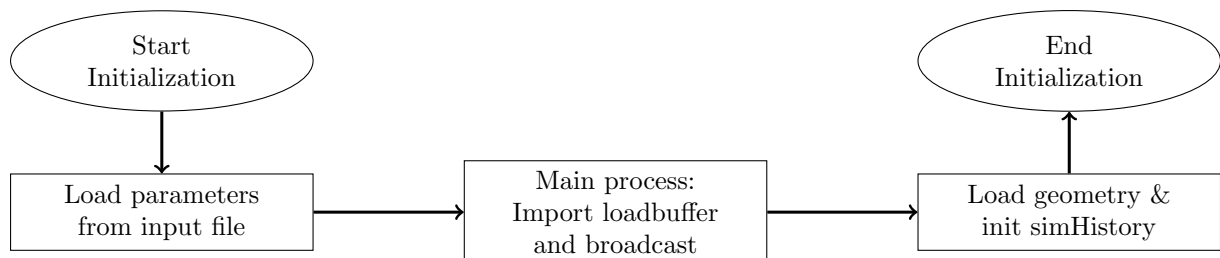 Start
Initialization
Load parameters
from input file
Main process:
Import loadbuffer
and broadcast
Load geometry &
init simHistory
End
Initialization